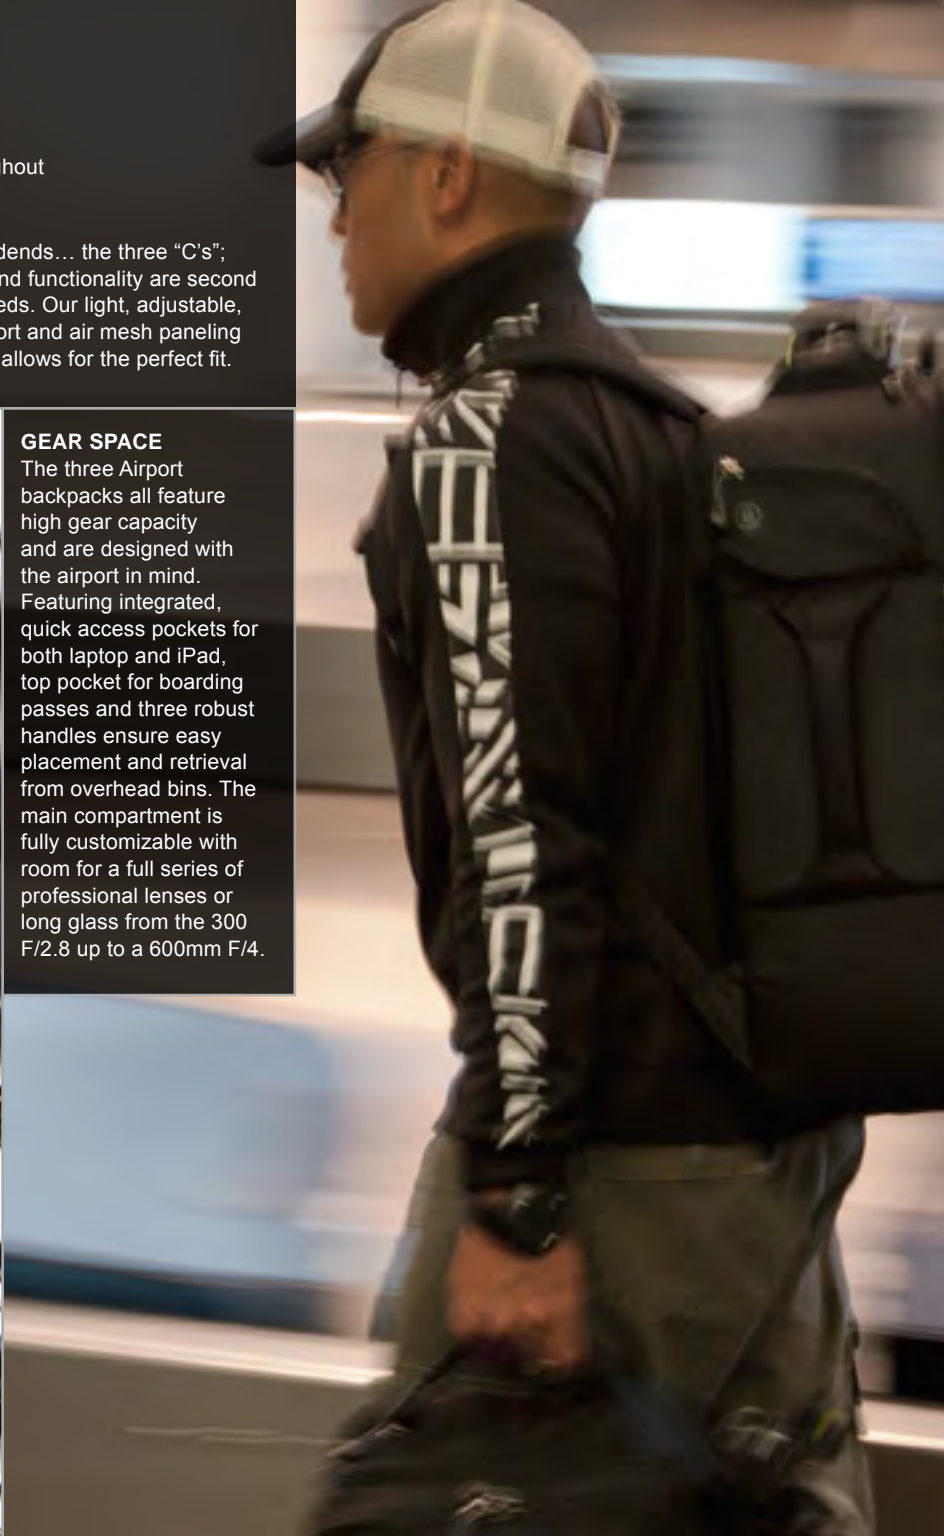 dends… the three “C’s”;
nd functionality are second
Our light, adjustable,
and air mesh paneling
allows for the perfect fit.
GEAR SPACE
The three Airport
backpacks all feature
high gear capacity
and are designed with
the airport in mind.
Featuring integrated,
quick access pockets for
both laptop and iPad,
top pocket for boarding
passes and three robust
handles ensure easy
placement and retrieval
from overhead bins. The
main compartment is
fully customizable with
room for a full series of
professional lenses or
long glass from the 300
F/2.8 up to a 600mm F/4.